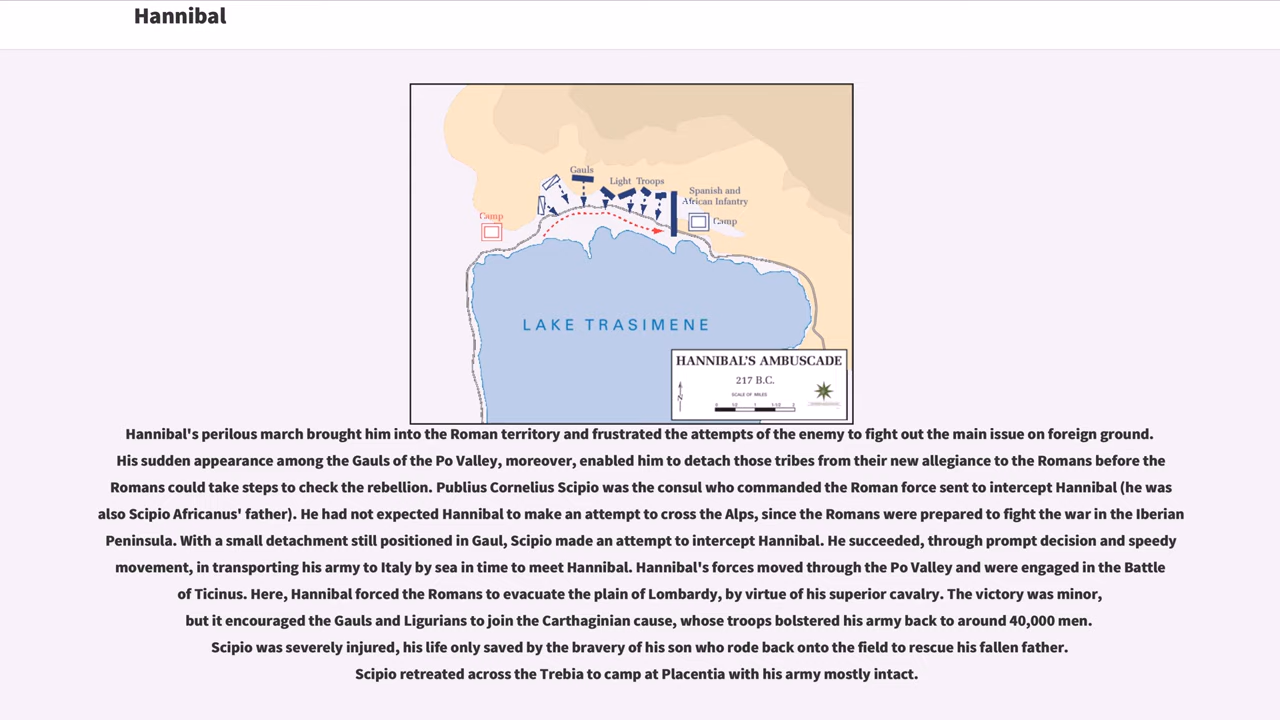 Hannibal
Gauls
Light Troops
Spanish and
African Infantry
Camp
Camp
LAKE TRASIMENE
HANNIBAL'S AMBUSCADE
217 B.C.
SCALE OF MILES
N
0 1/2 1 1-1/2 2
Hannibal's perilous march brought him into the Roman territory and frustrated the attempts of the enemy to fight out the main issue on foreign ground.
His sudden appearance among the Gauls of the Po Valley, moreover, enabled him to detach those tribes from their new allegiance to the Romans before the
Romans could take steps to check the rebellion. Publius Cornelius Scipio was the consul who commanded the Roman force sent to intercept Hannibal (he was
also Scipio Africanus' father). He had not expected Hannibal to make an attempt to cross the Alps, since the Romans were prepared to fight the war in the Iberian
Peninsula. With a small detachment still positioned in Gaul, Scipio made an attempt to intercept Hannibal. He succeeded, through prompt decision and speedy
movement, in transporting his army to Italy by sea in time to meet Hannibal. Hannibal's forces moved through the Po Valley and were engaged in the Battle
of Ticinus. Here, Hannibal forced the Romans to evacuate the plain of Lombardy, by virtue of his superior cavalry. The victory was minor,
but it encouraged the Gauls and Ligurians to join the Carthaginian cause, whose troops bolstered his army back to around 40,000 men.
Scipio was severely injured, his life only saved by the bravery of his son who rode back onto the field to rescue his fallen father.
Scipio retreated across the Trebia to camp at Placentia with his army mostly intact.